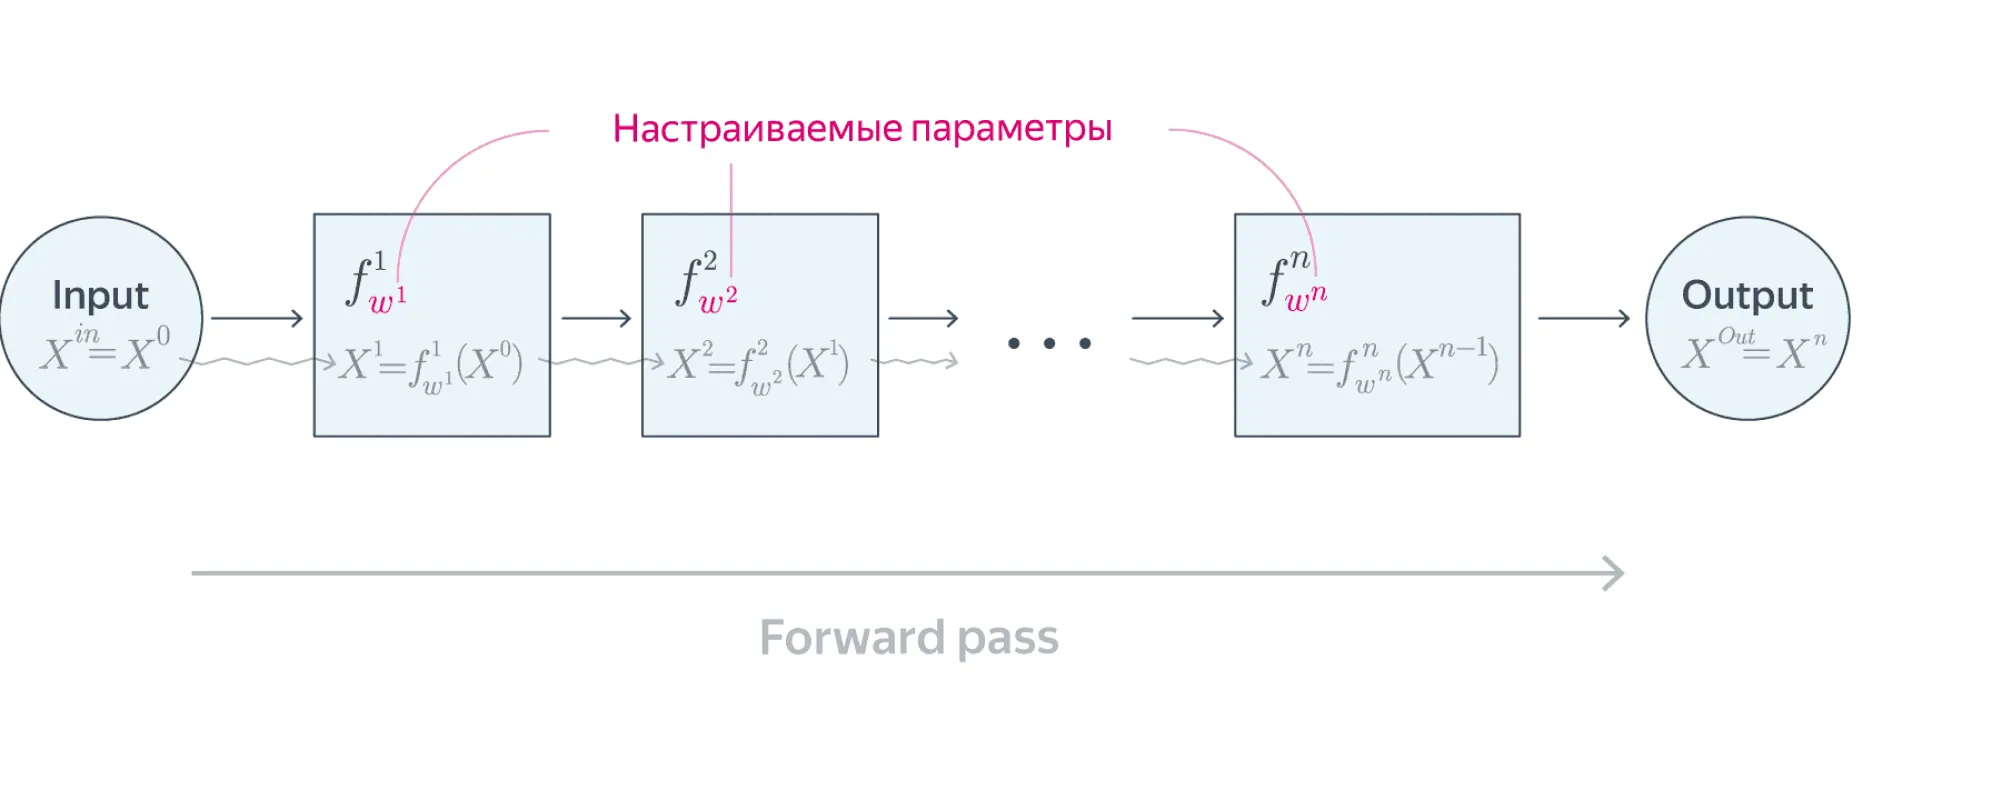 Настраиваемые параметры
Input
X^{in}=X^0
f^1_{w^1}
X^1=f^1_{w^1}(X^0)
f^2_{w^2}
X^2=f^2_{w^2}(X^1)
• • •
f^n_{w^n}
X^n=f^n_{w^n}(X^{n-1})
Output
X^{Out}=X^n
Forward pass